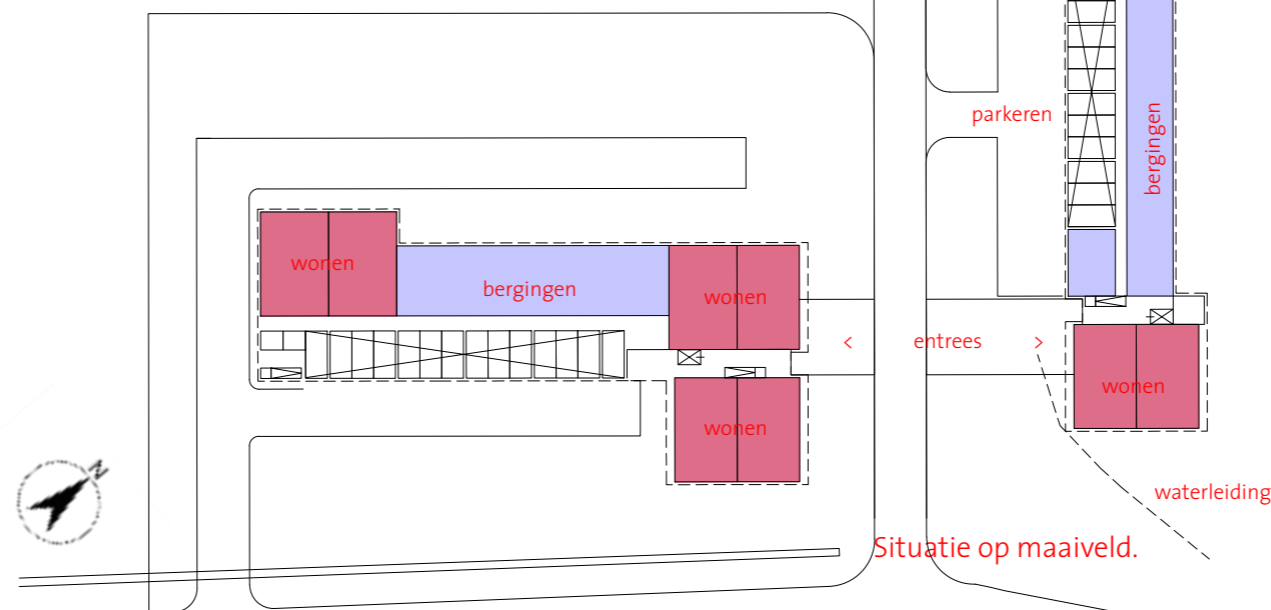 parkeren
bergingen
wonen
bergingen
wonen
< entrees >
wonen
wonen
waterleiding
Situatie op maaiveld.
N